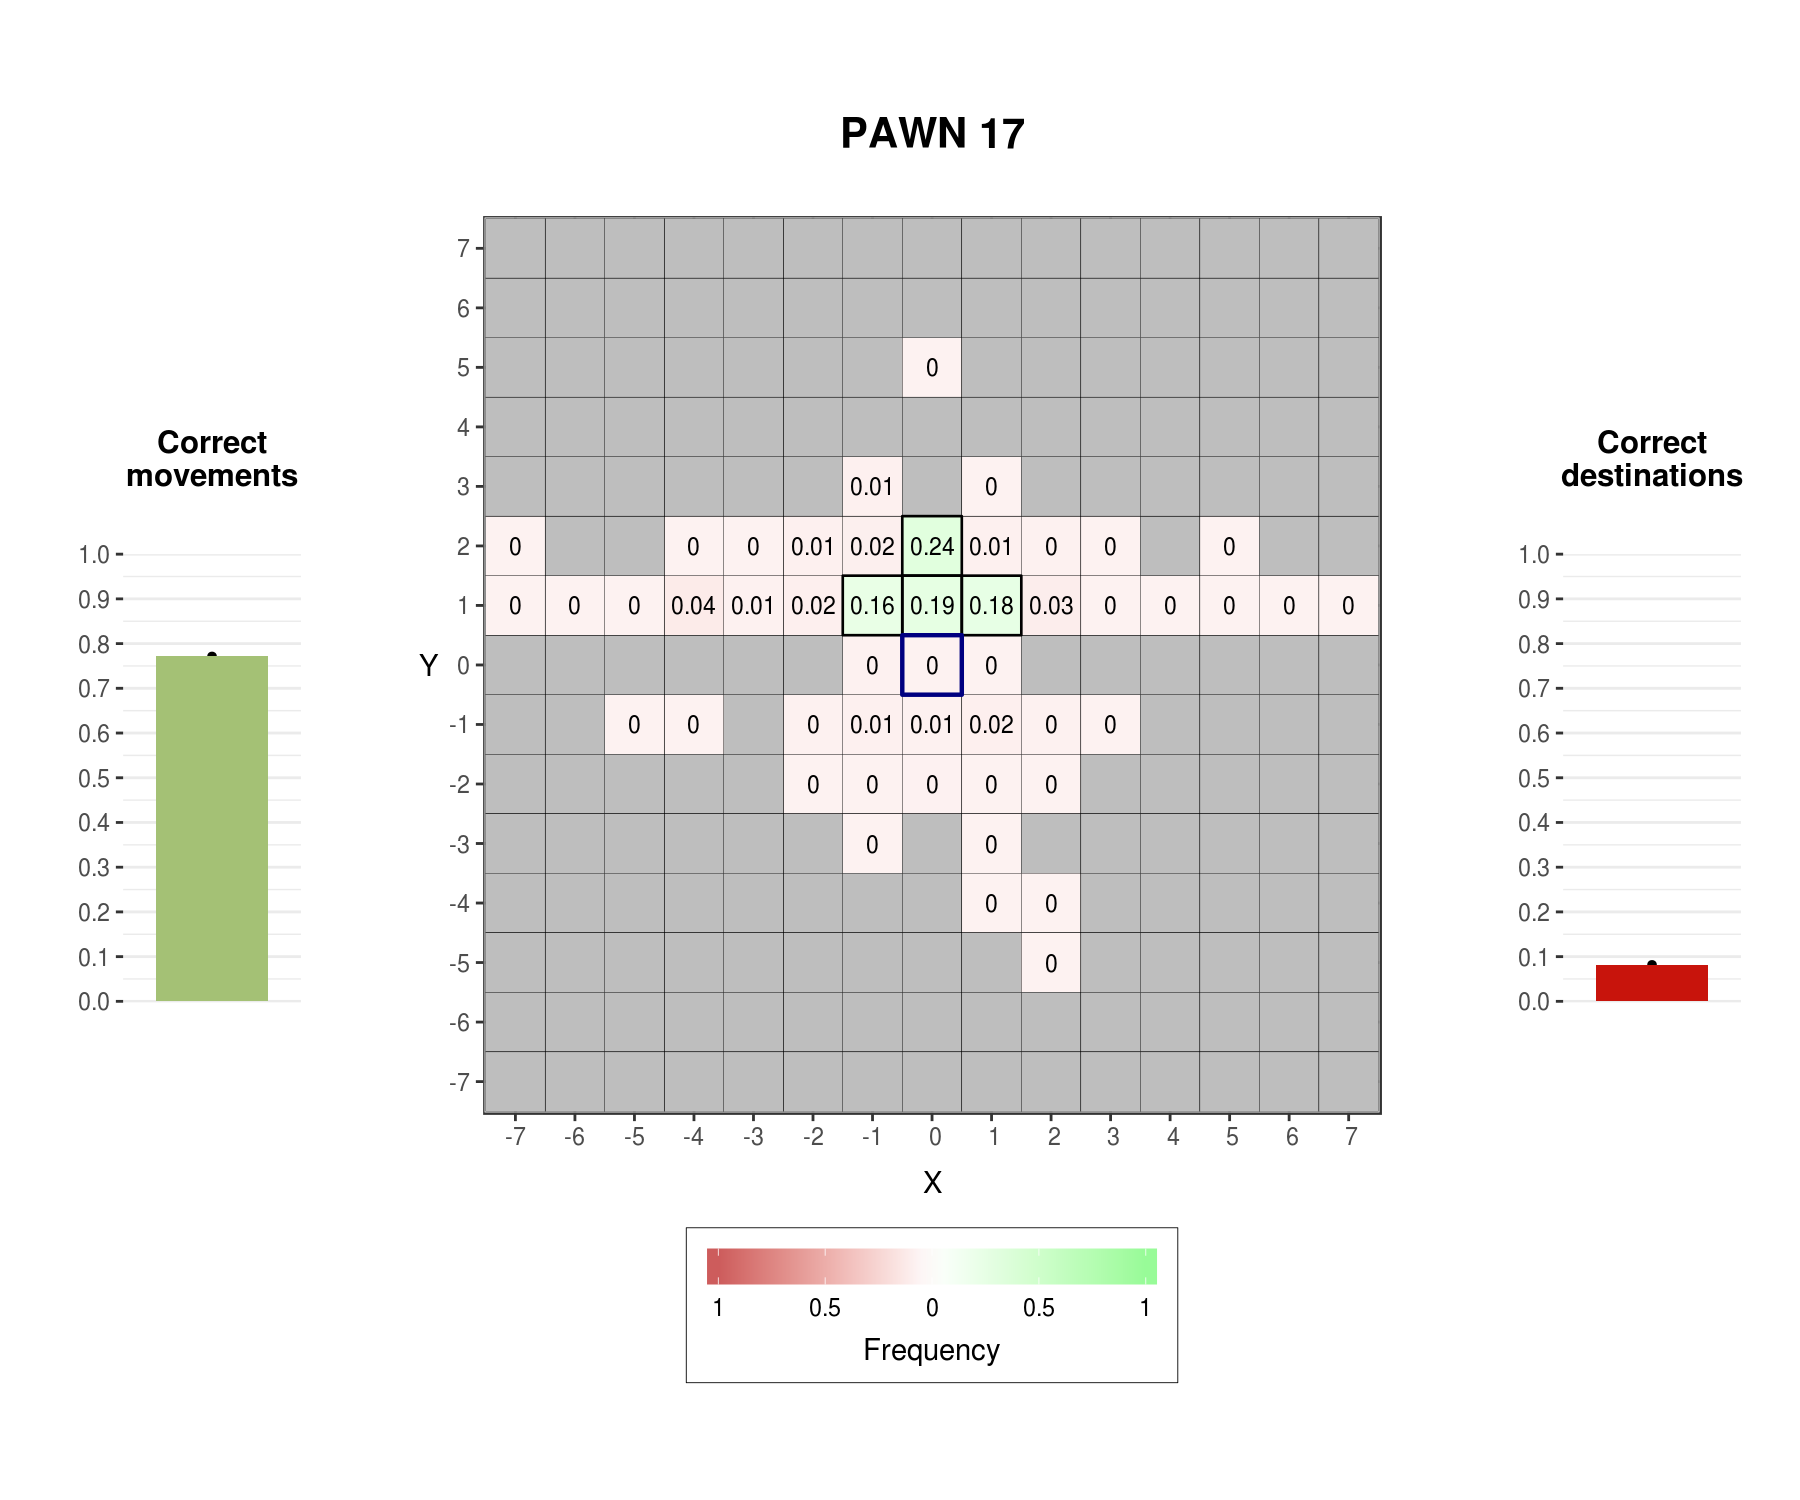 PAWN 17
Correct
movements
1.0
0.9
0.8
0.7
0.6
0.5
0.4
0.3
0.2
0.1
0.0
7
6
5 0
4
3 0.01 0
2 0 0 0 0.01 0.02 0.24 0.01 0 0 0
1 0 0 0 0.04 0.01 0.02 0.16 0.19 0.18 0.03 0 0 0 0 0
Y 0 0 0 0
-1 0 0 0 0.01 0.01 0.02 0 0
-2 0 0 0 0 0
-3 0 0
-4 0 0
-5 0
-6
-7
-7 -6 -5 -4 -3 -2 -1 0 1 2 3 4 5 6 7
X
1 0.5 0 0.5 1
Frequency
Correct
destinations
1.0
0.9
0.8
0.7
0.6
0.5
0.4
0.3
0.2
0.1
0.0